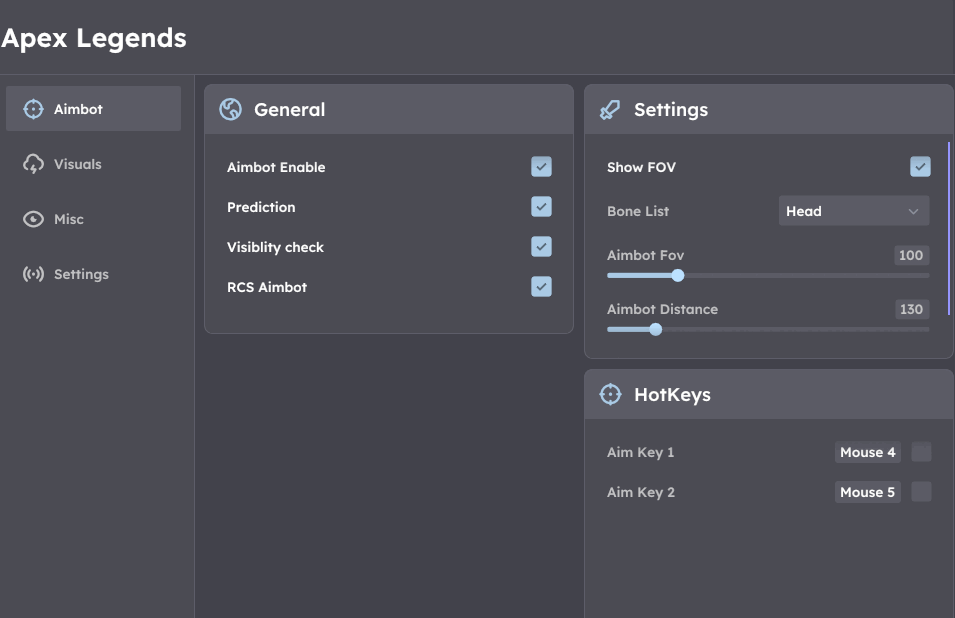 Apex Legends
Aimbot
Visuals
Misc
Settings
General
Aimbot Enable
Prediction
Visiblity check
RCS Aimbot
Settings
Show FOV
Bone List Head
Aimbot Fov 100
Aimbot Distance 130
HotKeys
Aim Key 1 Mouse 4
Aim Key 2 Mouse 5